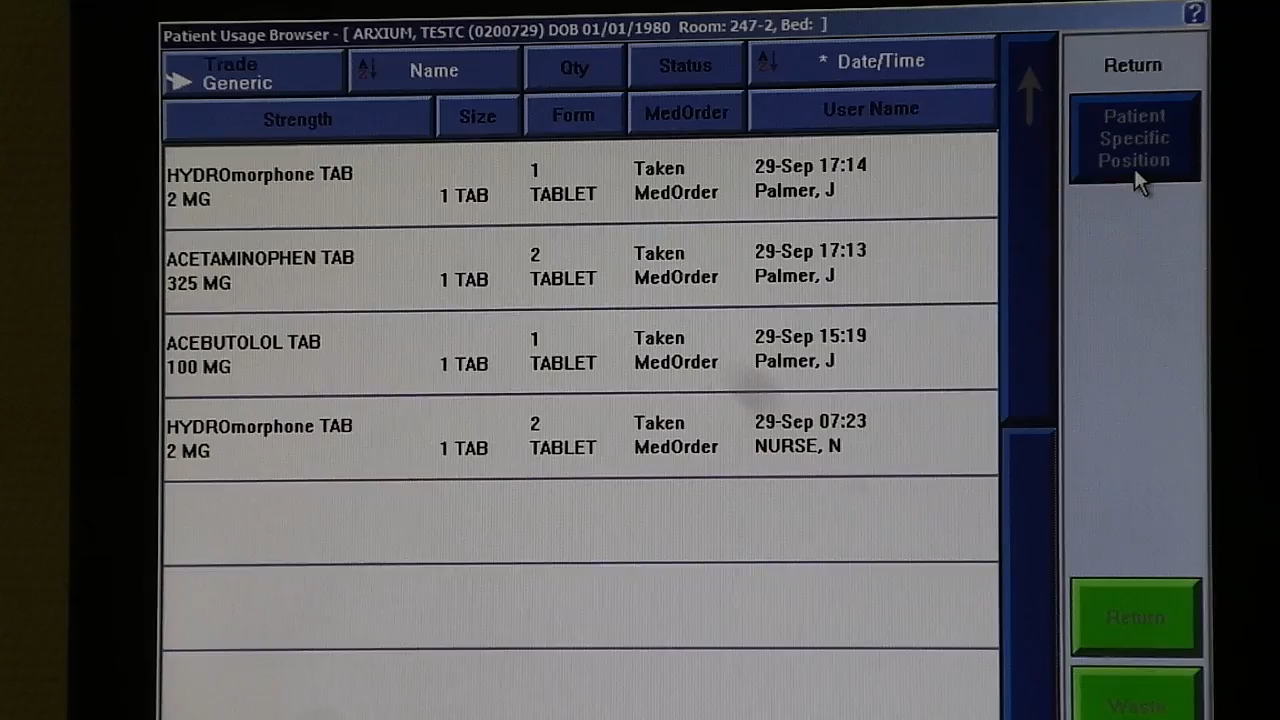 Patient Usage Browser - [ ARXIUM, TESTC (0200729) DOB 01/01/1980 Room: 247-2, Bed: ]
?
Trade
Generic
Name
Qty
Status
* Date/Time
Strength
Size
Form
MedOrder
User Name
HYDROmorphone TAB 1 Taken 29-Sep 17:14
2 MG 1 TAB TABLET MedOrder Palmer, J
ACETAMINOPHEN TAB 2 Taken 29-Sep 17:13
325 MG 1 TAB TABLET MedOrder Palmer, J
ACEBUTOLOL TAB 1 Taken 29-Sep 15:19
100 MG 1 TAB TABLET MedOrder Palmer, J
HYDROmorphone TAB 2 Taken 29-Sep 07:23
2 MG 1 TAB TABLET MedOrder NURSE, N
Return
Patient
Specific
Position
Return
Waste